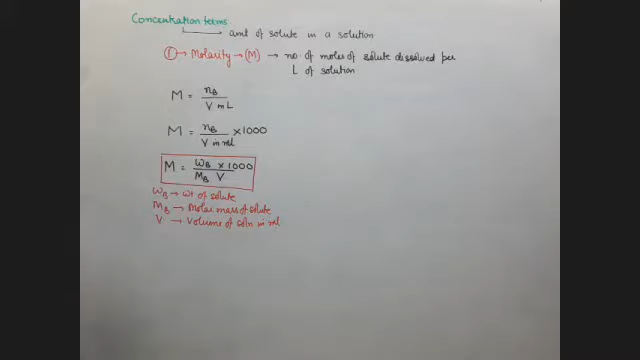 Concentration terms
amt of solute in a solution
① → Molarity → (M) → no of moles of solute dissolved per
L of solution
M = nB / V in L
M = nB / V in ml × 1000
M = WB × 1000 / MB V
WB → wt of solute
MB → Molar mass of solute
V → Volume of soln in ml